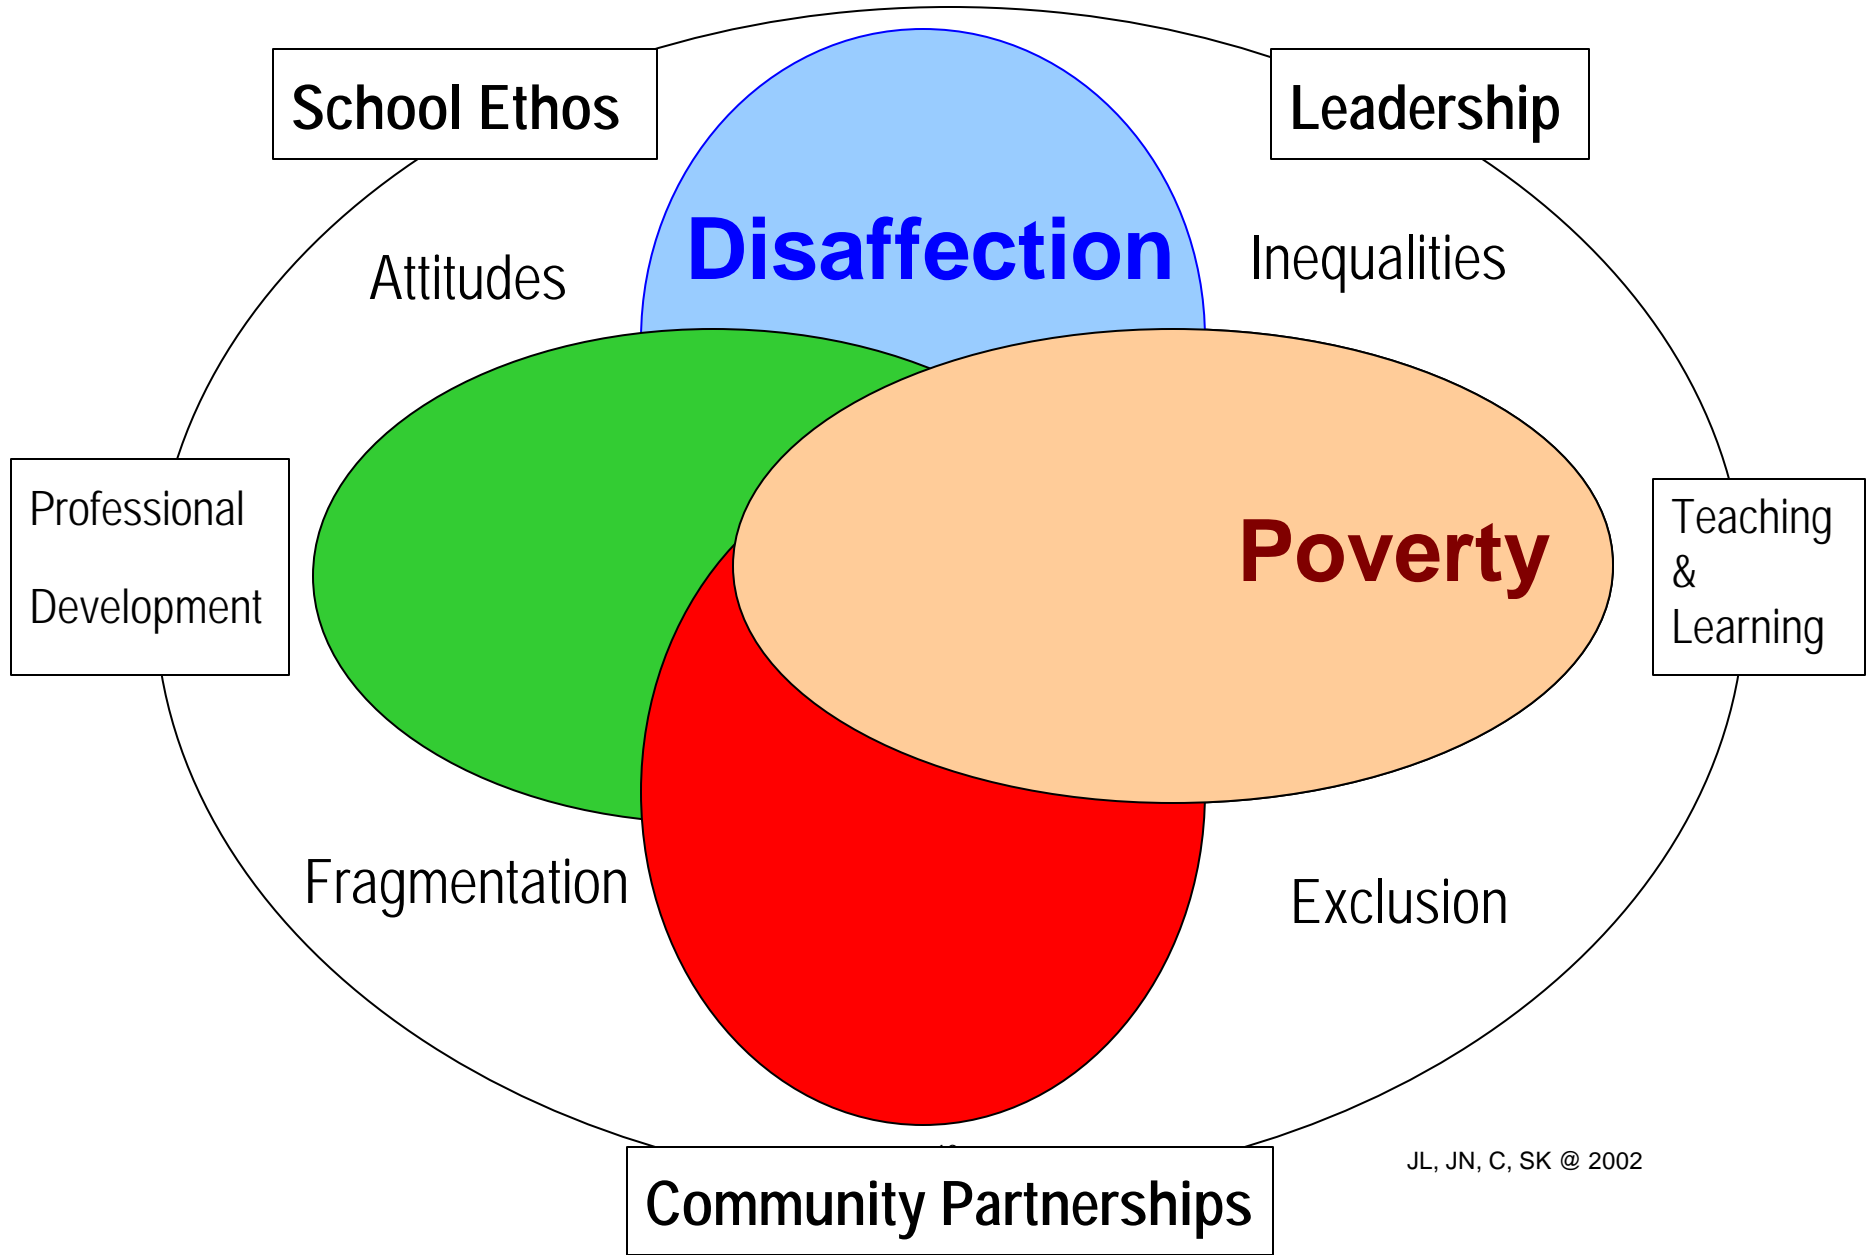 School Ethos
Leadership
Disaffection
Attitudes
Inequalities
Professional
Development
Poverty
Teaching
&
Learning
Fragmentation
Exclusion
JL, JN, C, SK @ 2002
Community Partnerships